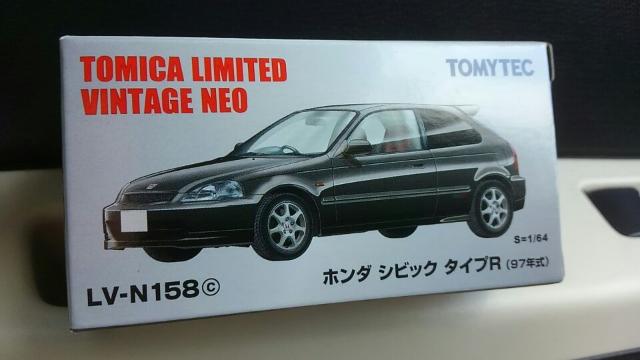 TOMICA LIMITED
VINTAGE NEO
TOMYTEC
S=1/64
LV-N158ⓒ
ホンダ シビック タイプR (97年式)